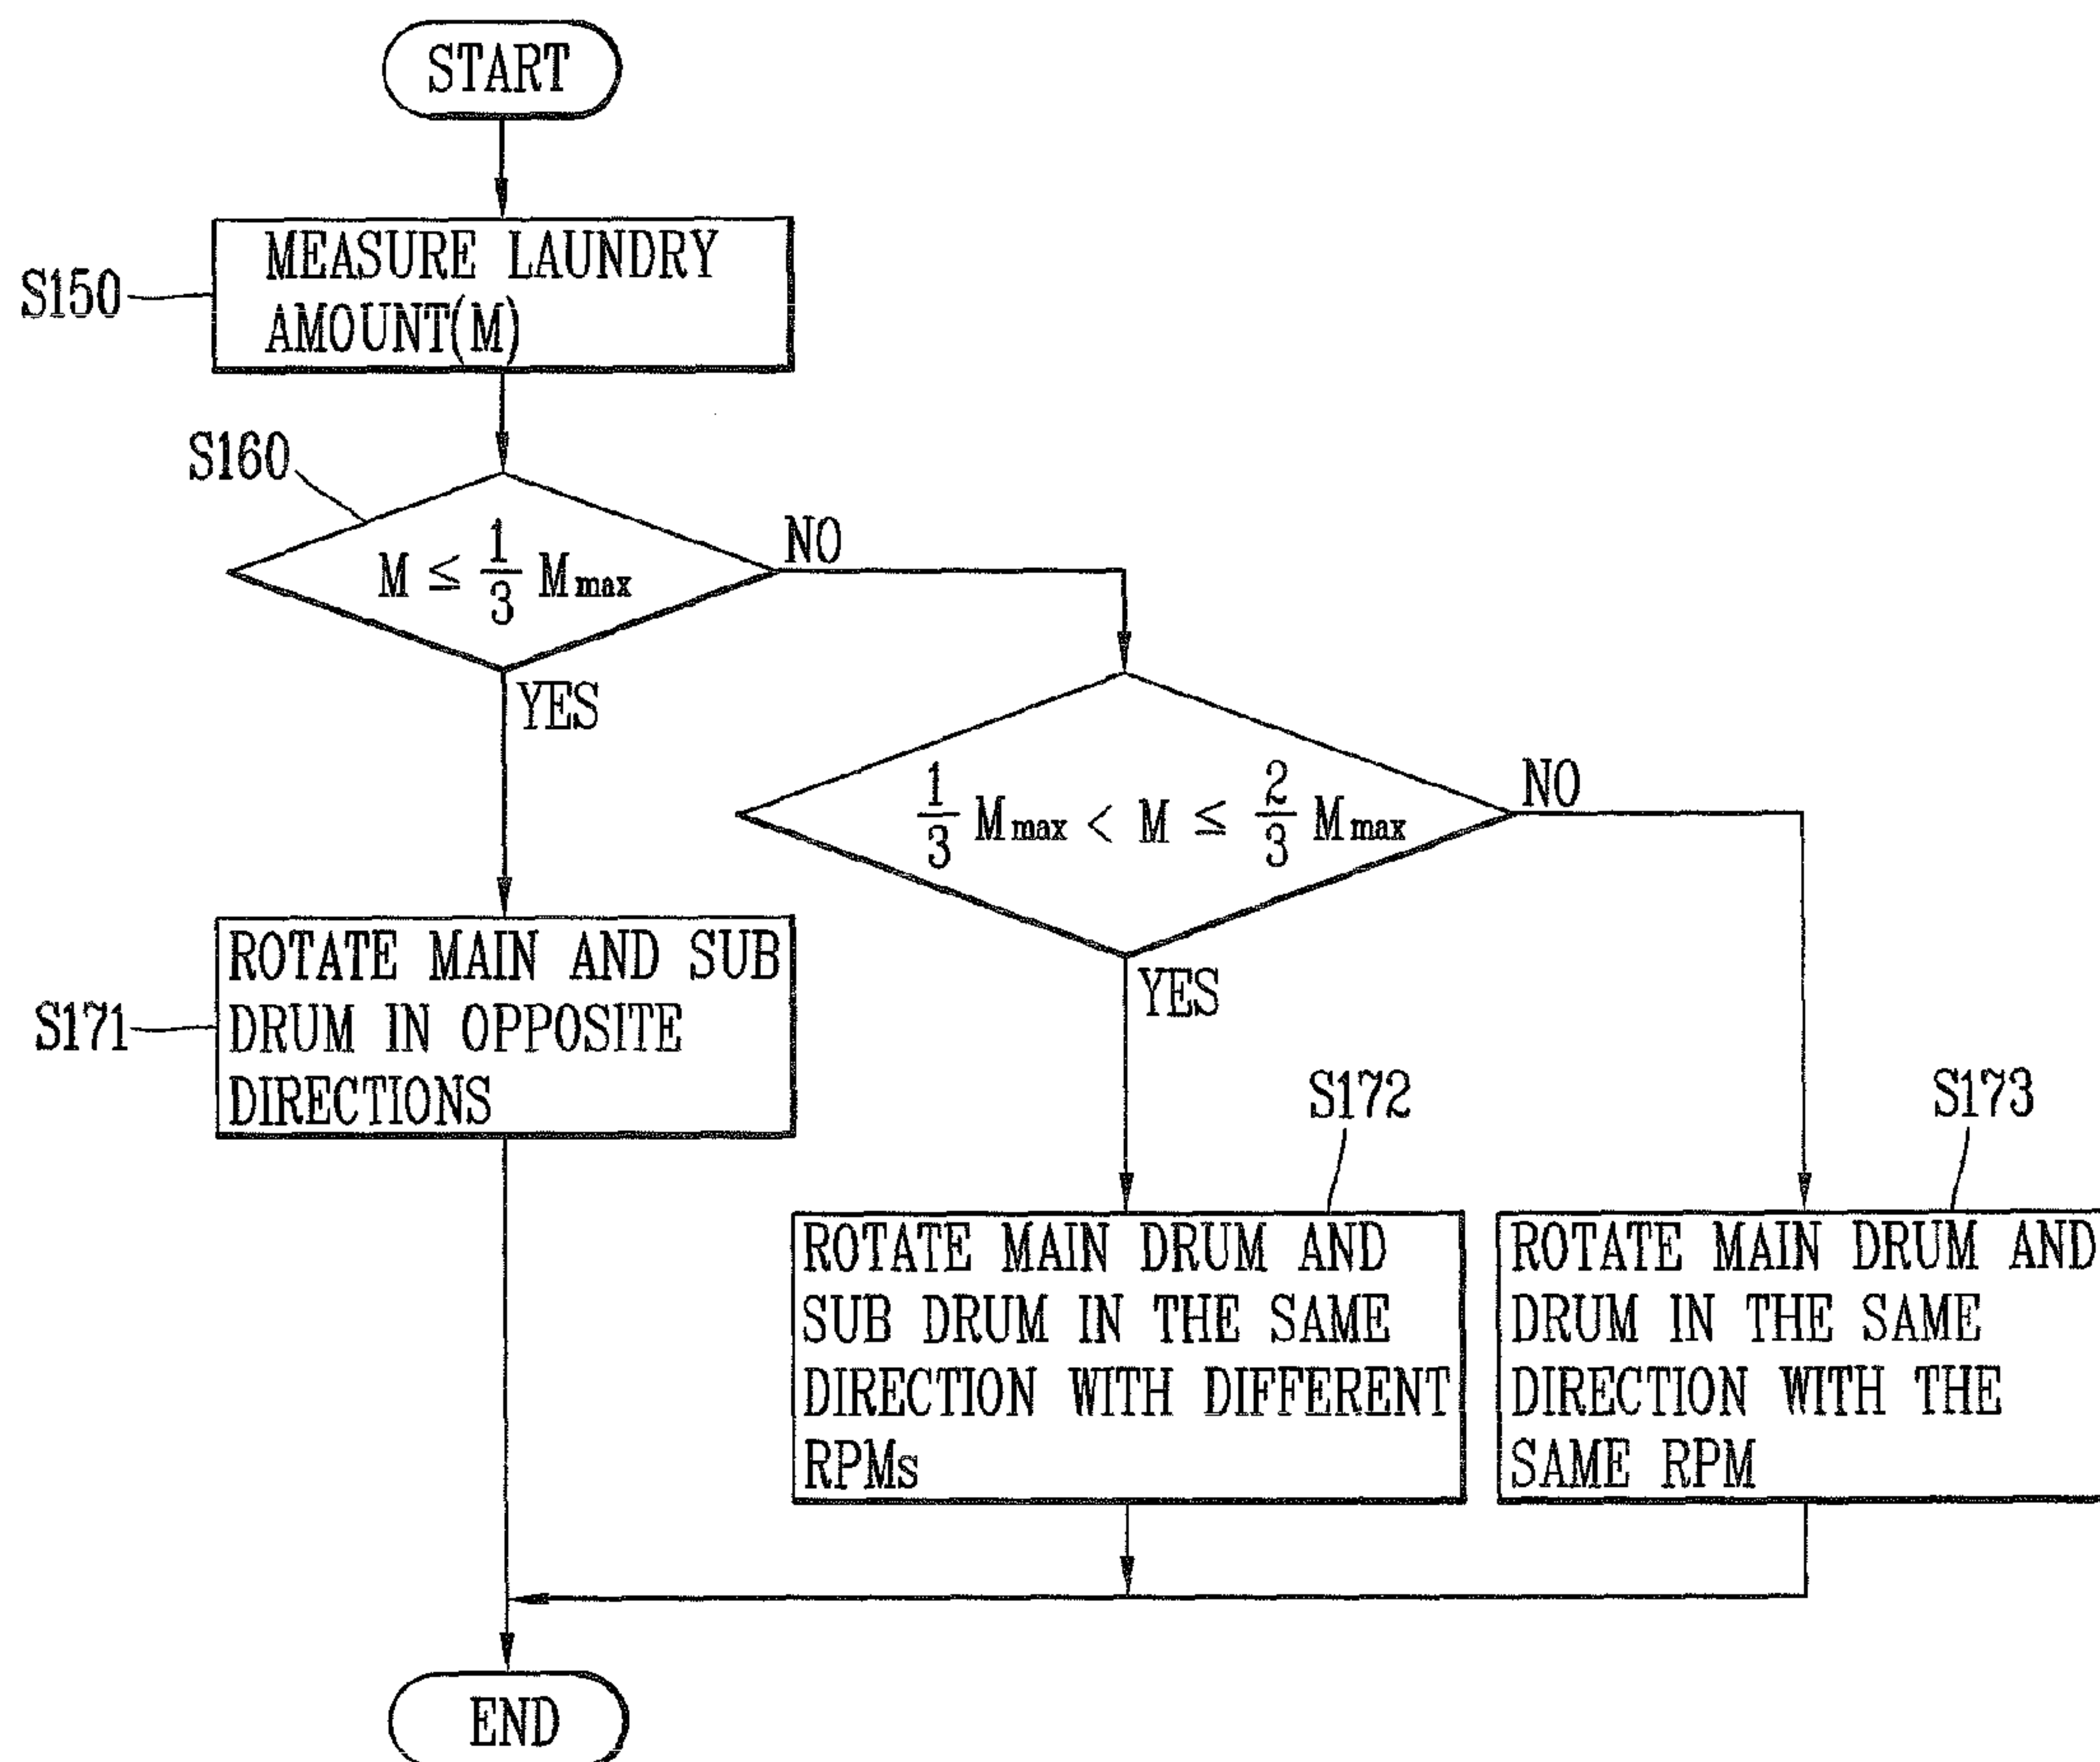 START
MEASURE LAUNDRY
AMOUNT(M)
S150
S160
M ≤ 1/3 Mmax
NO
YES
1/3 Mmax < M ≤ 2/3 Mmax
NO
YES
ROTATE MAIN AND SUB
DRUM IN OPPOSITE
DIRECTIONS
S171
S172
ROTATE MAIN DRUM AND
SUB DRUM IN THE SAME
DIRECTION WITH DIFFERENT
RPMs
S173
ROTATE MAIN DRUM AND
DRUM IN THE SAME
DIRECTION WITH THE
SAME RPM
END